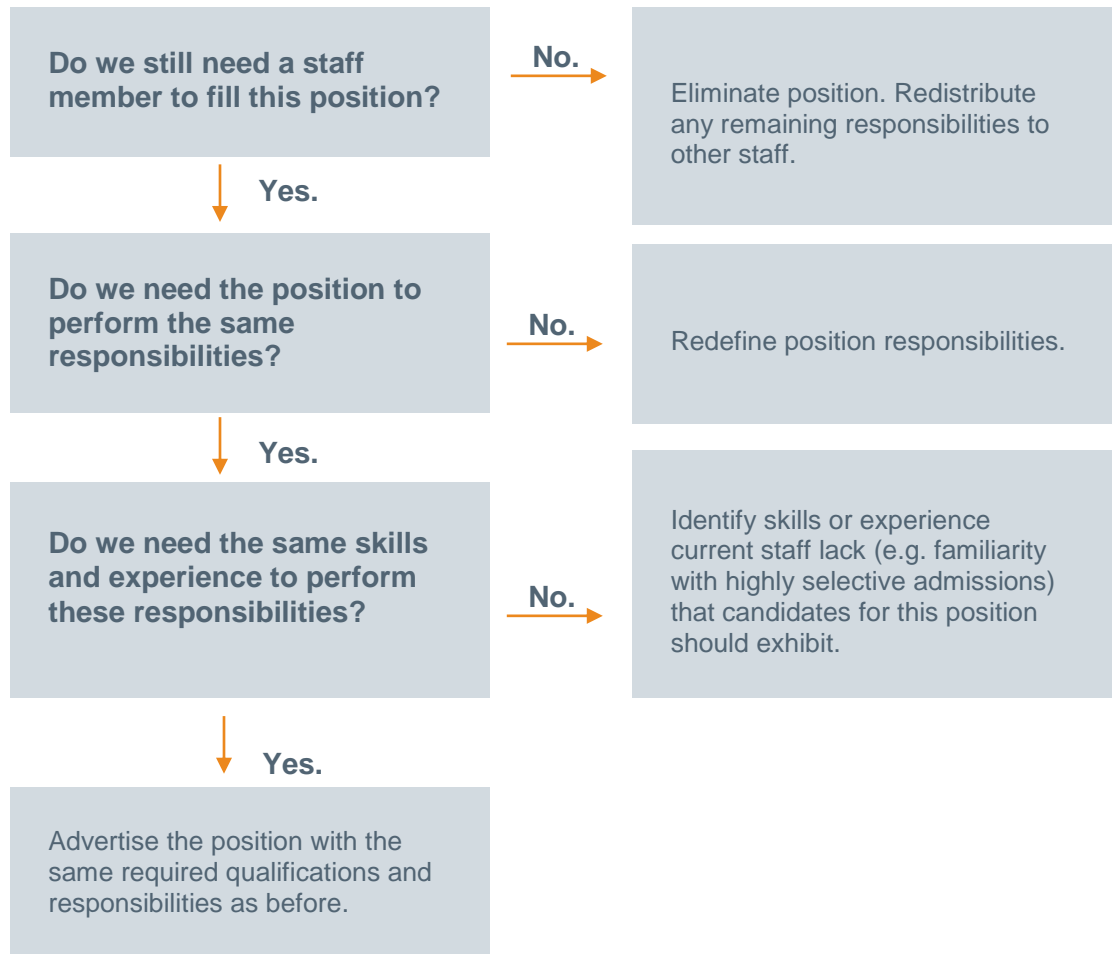 Do we still need a staff
member to fill this position?
No.
Eliminate position. Redistribute
any remaining responsibilities to
other staff.
Yes.
Do we need the position to
perform the same
responsibilities?
No.
Redefine position responsibilities.
Yes.
Do we need the same skills
and experience to perform
these responsibilities?
No.
Identify skills or experience
current staff lack (e.g. familiarity
with highly selective admissions)
that candidates for this position
should exhibit.
Yes.
Advertise the position with the
same required qualifications and
responsibilities as before.